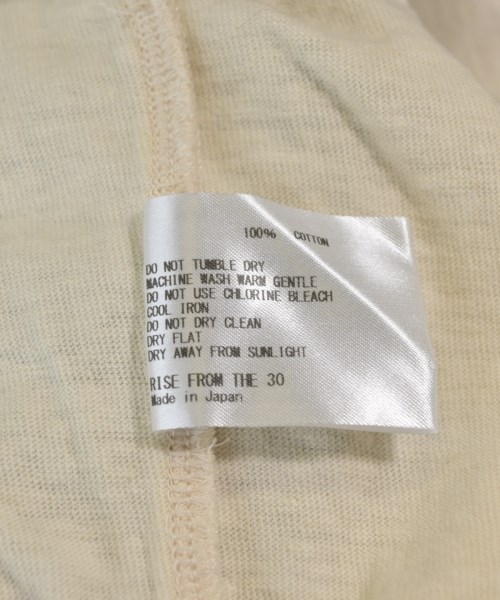 100% COTTON
DO NOT TUMBLE DRY
MACHINE WASH WARM GENTLE
DO NOT USE CHLORINE BLEACH
COOL IRON
DO NOT DRY CLEAN
DRY FLAT
DRY AWAY FROM SUNLIGHT
RISE FROM THE 30
Made in Japan